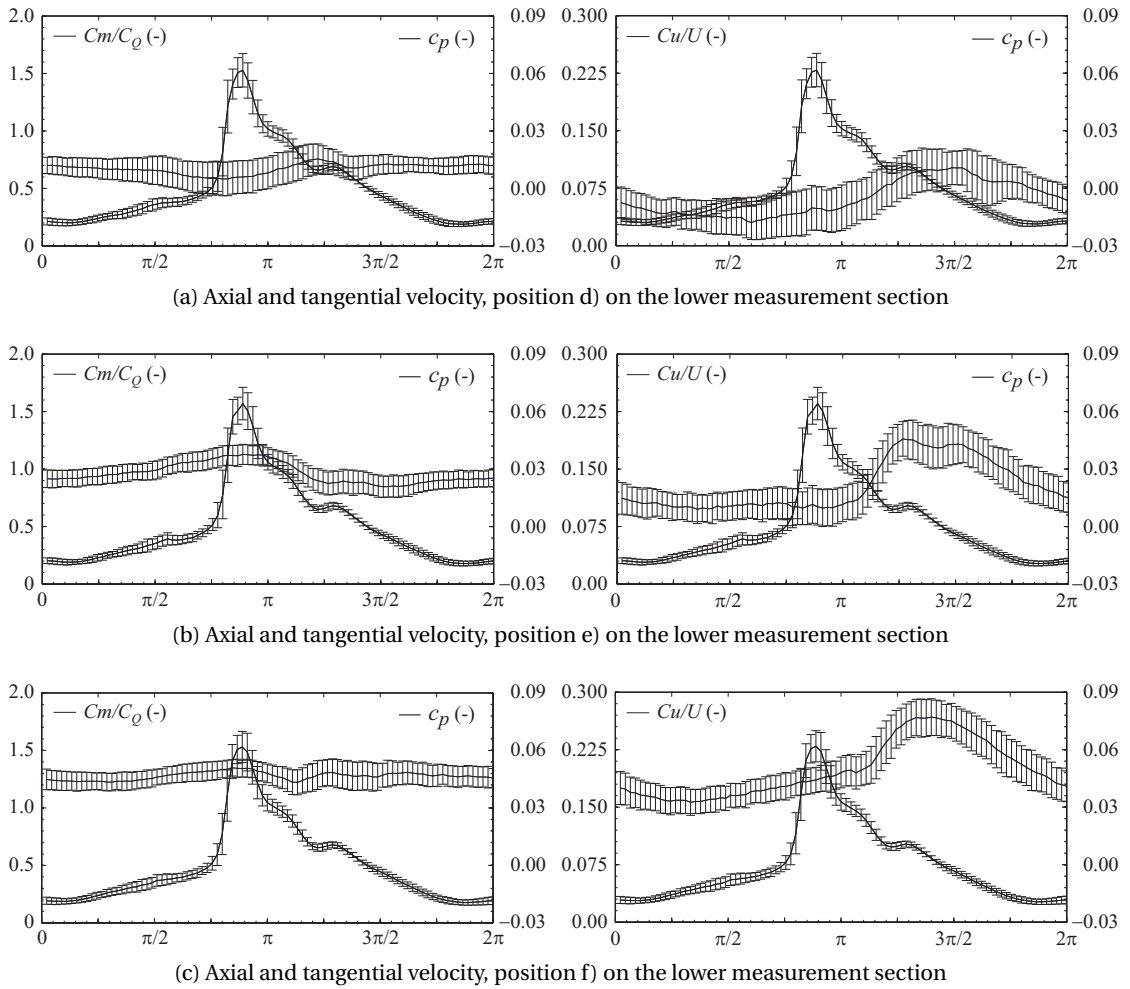 2.0 0.09 0.300 0.09
Cm/C_Q (-) c_p (-) Cu/U (-) c_p (-)
1.5 0.06 0.225 0.06
1.0 0.03 0.150 0.03
0.5 0.00 0.075 0.00
0 −0.03 0.00 −0.03
0 π/2 π 3π/2 2π 0 π/2 π 3π/2 2π
(a) Axial and tangential velocity, position d) on the lower measurement section
2.0 0.09 0.300 0.09
Cm/C_Q (-) c_p (-) Cu/U (-) c_p (-)
1.5 0.06 0.225 0.06
1.0 0.03 0.150 0.03
0.5 0.00 0.075 0.00
0 −0.03 0.00 −0.03
0 π/2 π 3π/2 2π 0 π/2 π 3π/2 2π
(b) Axial and tangential velocity, position e) on the lower measurement section
2.0 0.09 0.300 0.09
Cm/C_Q (-) c_p (-) Cu/U (-)
1.5 0.06 0.225 0.06
1.0 0.03 0.150 0.03
0.5 0.00 0.075 0.00
0 −0.03 0.00 −0.03
0 π/2 π 3π/2 2π 0 π/2 π 3π/2 2π
(c) Axial and tangential velocity, position f) on the lower measurement section